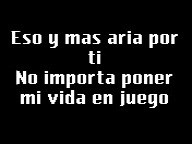 Eso y mas aria por
ti
No importa poner
mi vida en juego